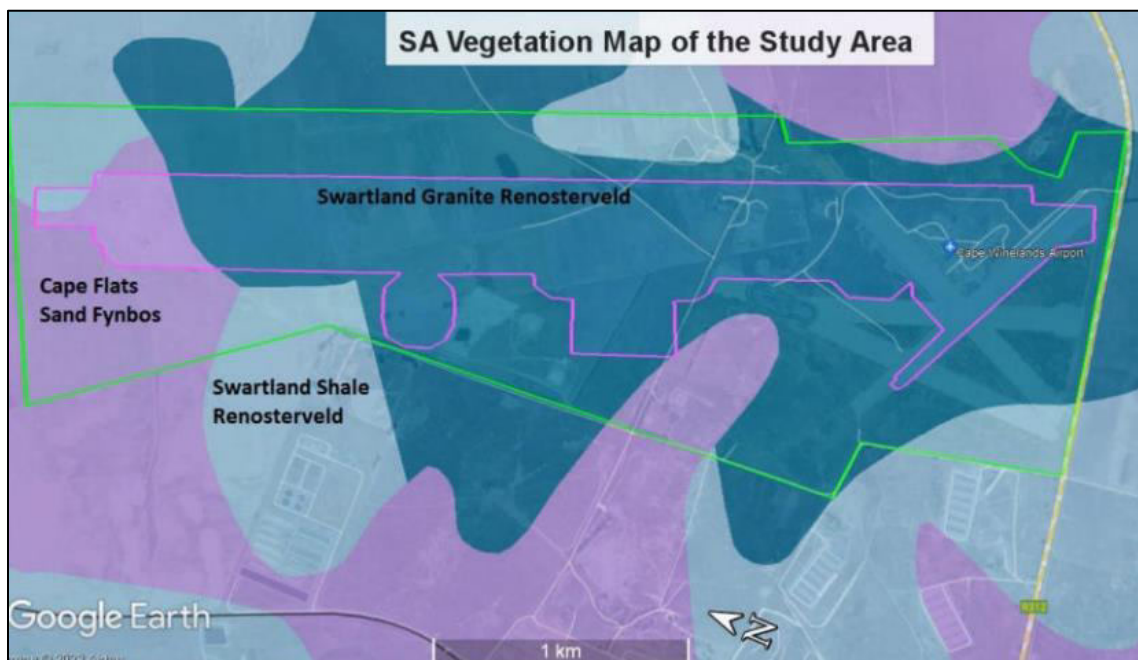 SA Vegetation Map of the Study Area
Swartland Granite Renosterveld
Cape Winelands Airport
Cape Flats
Sand Fynbos
Swartland Shale
Renosterveld
R312
Google Earth
N
1 km